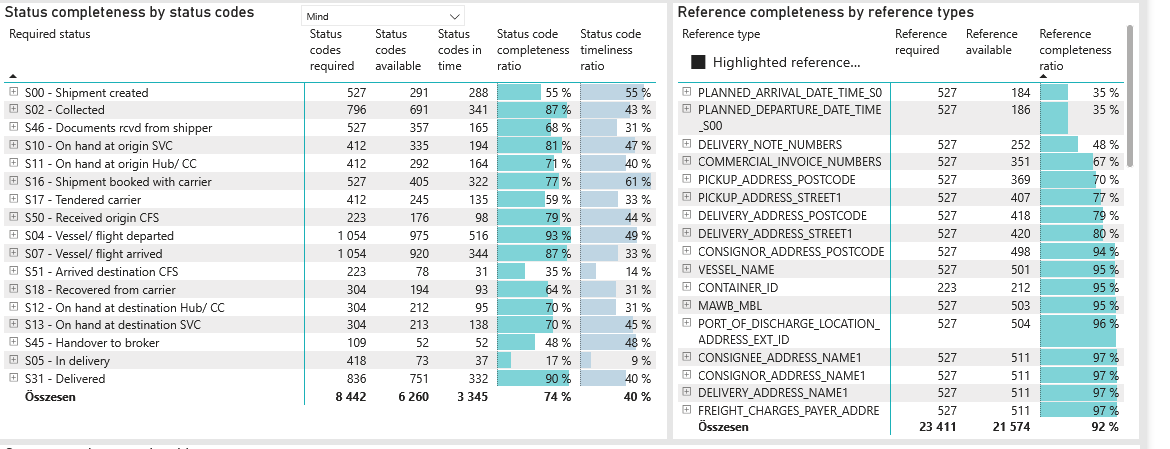 Status completeness by status codes
Mind
Required status Status codes required Status codes available Status codes in time Status code completeness ratio Status code timeliness ratio
S00 - Shipment created 527 291 288 55 % 55 %
S02 - Collected 796 691 341 87 % 43 %
S46 - Documents rcvd from shipper 527 357 165 68 % 31 %
S10 - On hand at origin SVC 412 335 194 81 % 47 %
S11 - On hand at origin Hub/ CC 412 292 164 71 % 40 %
S16 - Shipment booked with carrier 527 405 322 77 % 61 %
S17 - Tendered carrier 412 245 135 59 % 33 %
S50 - Received origin CFS 223 176 98 79 % 44 %
S04 - Vessel/ flight departed 1 054 975 516 93 % 49 %
S07 - Vessel/ flight arrived 1 054 920 344 87 % 33 %
S51 - Arrived destination CFS 223 78 31 35 % 14 %
S18 - Recovered from carrier 304 194 93 64 % 31 %
S12 - On hand at destination Hub/ CC 304 212 95 70 % 31 %
S13 - On hand at destination SVC 304 213 138 70 % 45 %
S45 - Handover to broker 109 52 52 48 % 48 %
S05 - In delivery 418 73 37 17 % 9 %
S31 - Delivered 836 751 332 90 % 40 %
Összesen 8 442 6 260 3 345 74 % 40 %
Reference completeness by reference types
Reference type Reference required Reference available Reference completeness ratio
Highlighted reference...
PLANNED_ARRIVAL_DATE_TIME_S0 527 184 35 %
PLANNED_DEPARTURE_DATE_TIME 527 186 35 %
_S00
DELIVERY_NOTE_NUMBERS 527 252 48 %
COMMERCIAL_INVOICE_NUMBERS 527 351 67 %
PICKUP_ADDRESS_POSTCODE 527 369 70 %
PICKUP_ADDRESS_STREET1 527 407 77 %
DELIVERY_ADDRESS_POSTCODE 527 418 79 %
DELIVERY_ADDRESS_STREET1 527 420 80 %
CONSIGNOR_ADDRESS_POSTCODE 527 498 94 %
VESSEL_NAME 527 501 95 %
CONTAINER_ID 223 212 95 %
MAWB_MBL 527 503 95 %
PORT_OF_DISCHARGE_LOCATION_ 527 504 96 %
ADDRESS_EXT_ID
CONSIGNEE_ADDRESS_NAME1 527 511 97 %
CONSIGNOR_ADDRESS_NAME1 527 511 97 %
DELIVERY_ADDRESS_NAME1 527 511 97 %
FREIGHT_CHARGES_PAYER_ADDRE 527 511 97 %
Összesen 23 411 21 574 92 %